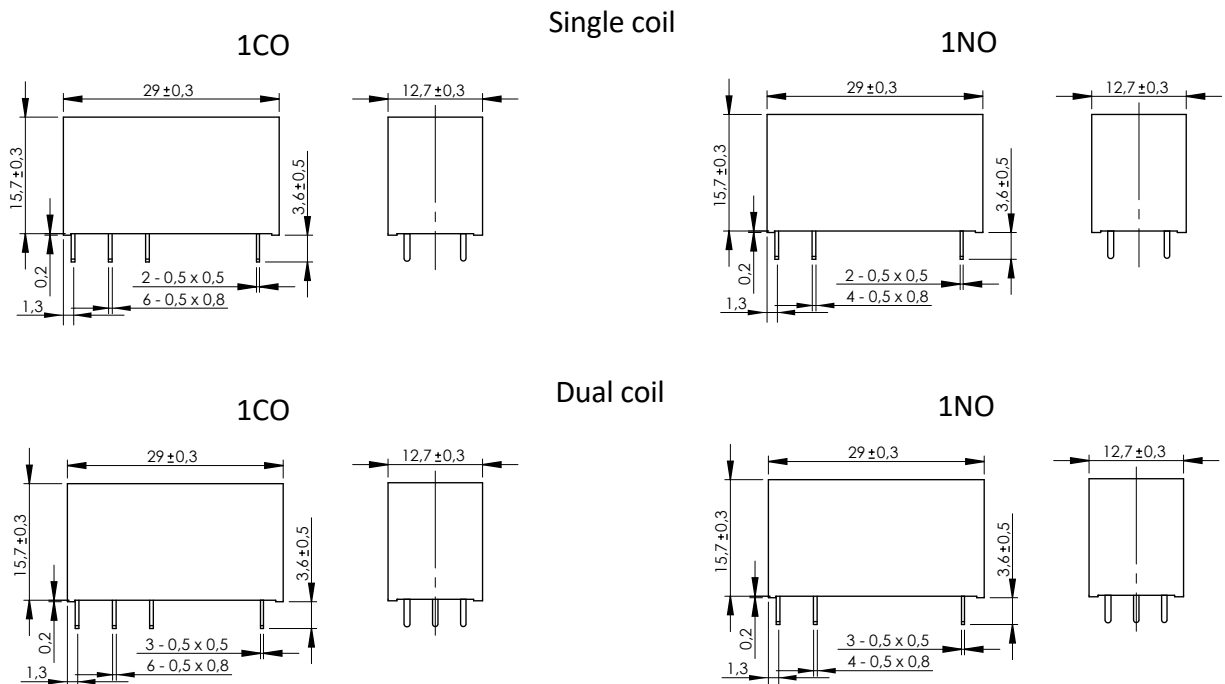 Single coil
1CO
1NO
29±0,3
12,7±0,3
29±0,3
12,7±0,3
15,7±0,3
3,6±0,5
15,7±0,3
3,6±0,5
0,2
2 - 0,5 x 0,5
0,2
2 - 0,5 x 0,5
1,3
6 - 0,5 x 0,8
1,3
4 - 0,5 x 0,8
Dual coil
1CO
1NO
29±0,3
12,7±0,3
29±0,3
12,7±0,3
15,7±0,3
3,6±0,5
15,7±0,3
3,6±0,5
0,2
3 - 0,5 x 0,5
0,2
3 - 0,5 x 0,5
1,3
6 - 0,5 x 0,8
1,3
4 - 0,5 x 0,8